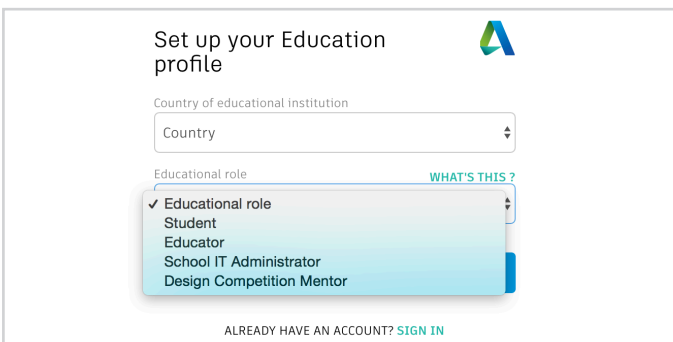 Set up your Education
profile
Country of educational institution
Country
Educational role
WHAT'S THIS ?
✓ Educational role
Student
Educator
School IT Administrator
Design Competition Mentor
ALREADY HAVE AN ACCOUNT? SIGN IN